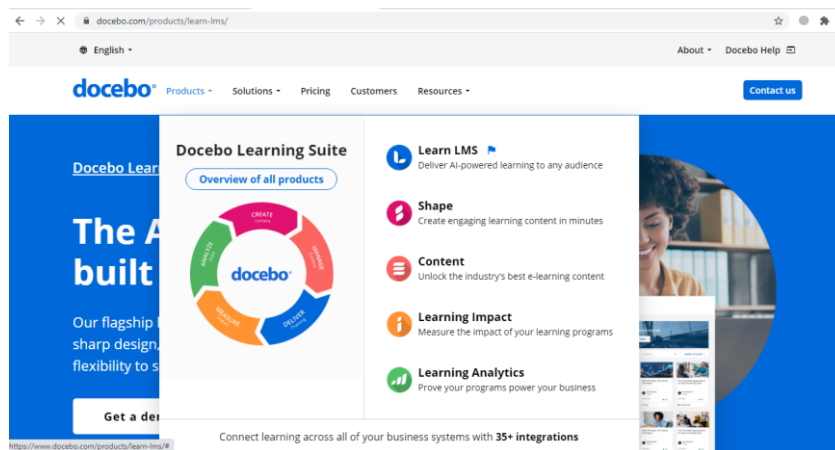 docebo.com/products/learn-lms/
English
About
Docebo Help
docebo
Products
Solutions
Pricing
Customers
Resources
Contact us
Docebo Lear
The A
built
Our flagship
sharp design,
flexibility to s
Get a de
Docebo Learning Suite
Overview of all products
CREATE
MANAGE
DELIVER
MEASURE
ANALYZE
docebo
Learn LMS
Deliver AI-powered learning to any audience
Shape
Create engaging learning content in minutes
Content
Unlock the industry's best e-learning content
Learning Impact
Measure the impact of your learning programs
Learning Analytics
Prove your programs power your business
Connect learning across all of your business systems with 35+ integrations
https://www.docebo.com/products/learn-lms/#